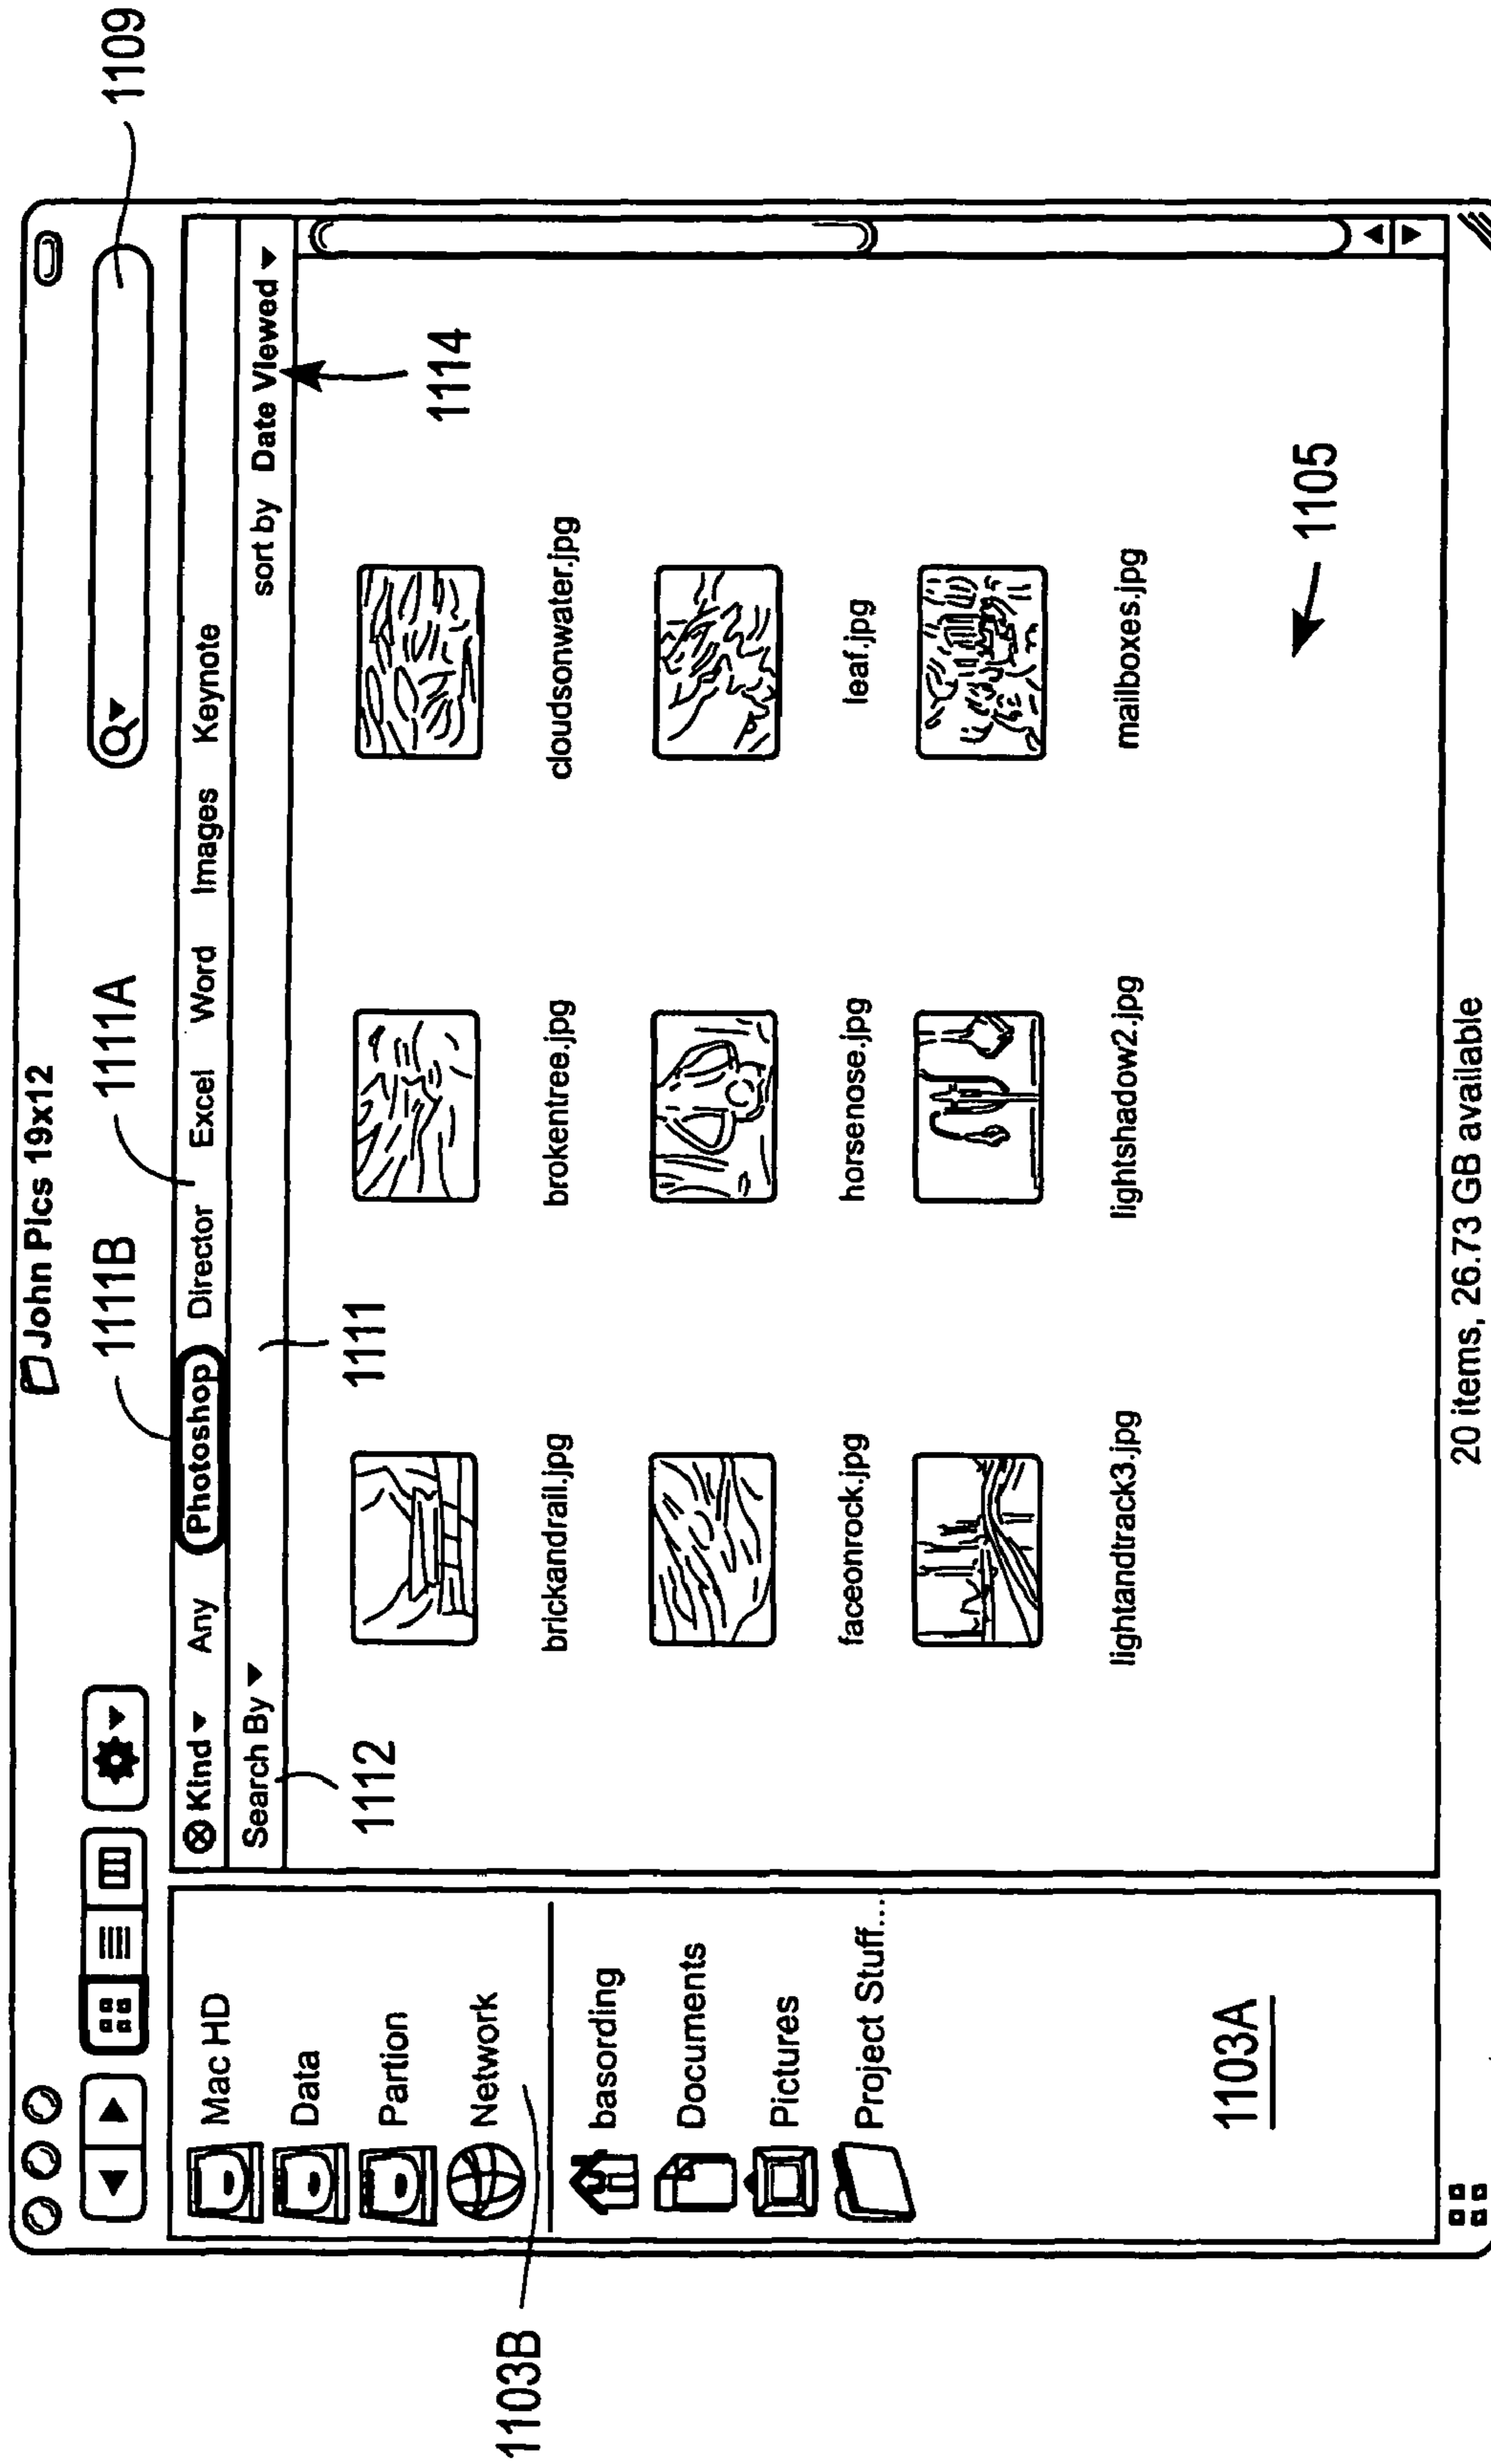 John Pics 19x12
1109
1111B
1111A
Kind Any Photoshop Director Excel Word Images Keynote
Search By
sort by Date Viewed
1112
1111
1114
Mac HD
Data
Partion
Network
1103B
basording
Documents
Pictures
Project Stuff...
1103A
brickandrail.jpg brokentree.jpg cloudsonwater.jpg
faceonrock.jpg horsenose.jpg leaf.jpg
lightandtrack3.jpg lightshadow2.jpg mailboxes.jpg
1105
20 items, 26.73 GB available